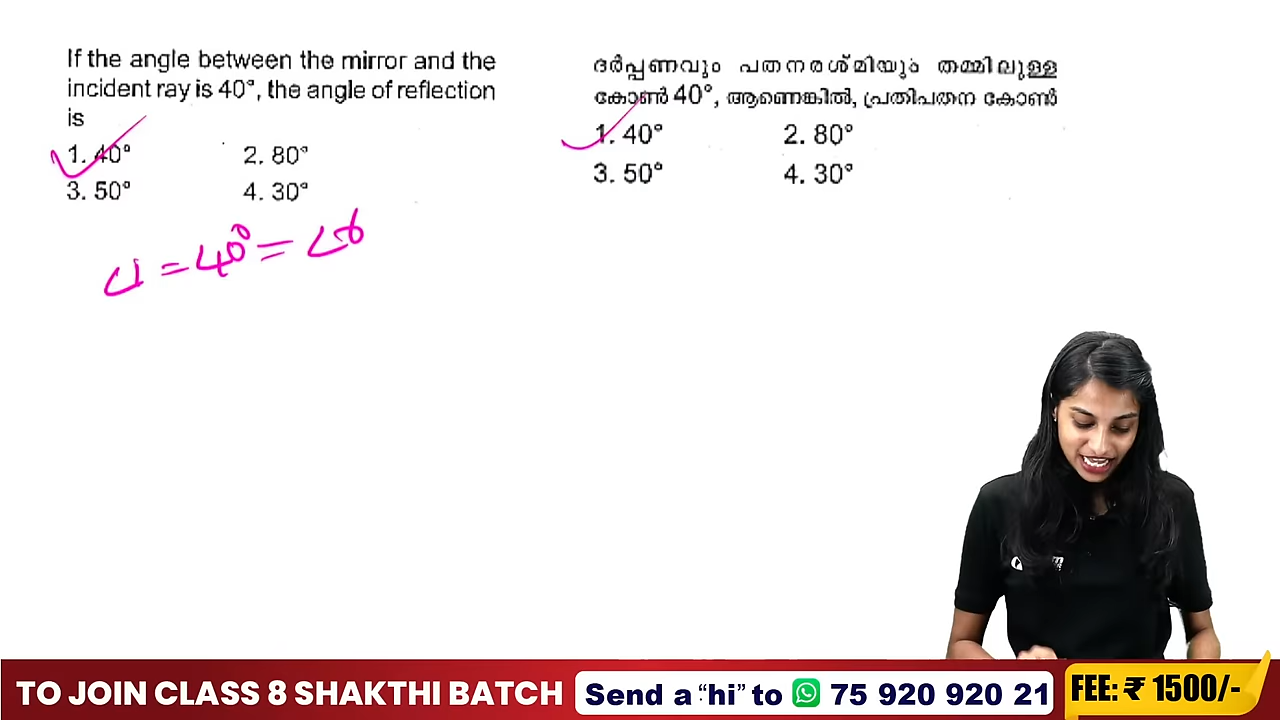 If the angle between the mirror and the
incident ray is 40°, the angle of reflection
is
1. 40°
2. 80°
3. 50°
4. 30°
ദർപ്പണവും പതനരശ്മിയും തമ്മിലുള്ള
കോൺ 40°, ആണെങ്കിൽ, പ്രതിപതന കോൺ
1. 40°
2. 80°
3. 50°
4. 30°
∠i = 40° = ∠r
TO JOIN CLASS 8 SHAKTHI BATCH
Send a “hi” to 75 920 920 21
FEE: ₹ 1500/-